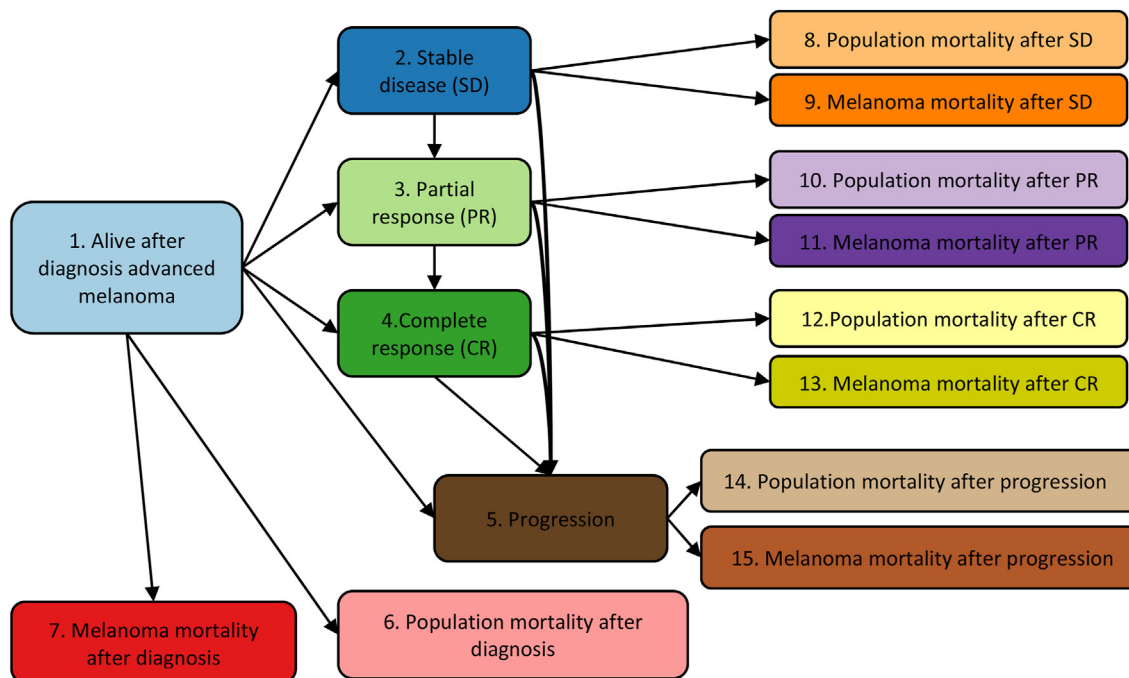 1. Alive after
diagnosis advanced
melanoma
2. Stable
disease (SD)
3. Partial
response (PR)
4.Complete
response (CR)
5. Progression
6. Population mortality after
diagnosis
7. Melanoma mortality
after diagnosis
8. Population mortality after SD
9. Melanoma mortality after SD
10. Population mortality after PR
11. Melanoma mortality after PR
12.Population mortality after CR
13. Melanoma mortality after CR
14. Population mortality after progression
15. Melanoma mortality after progression